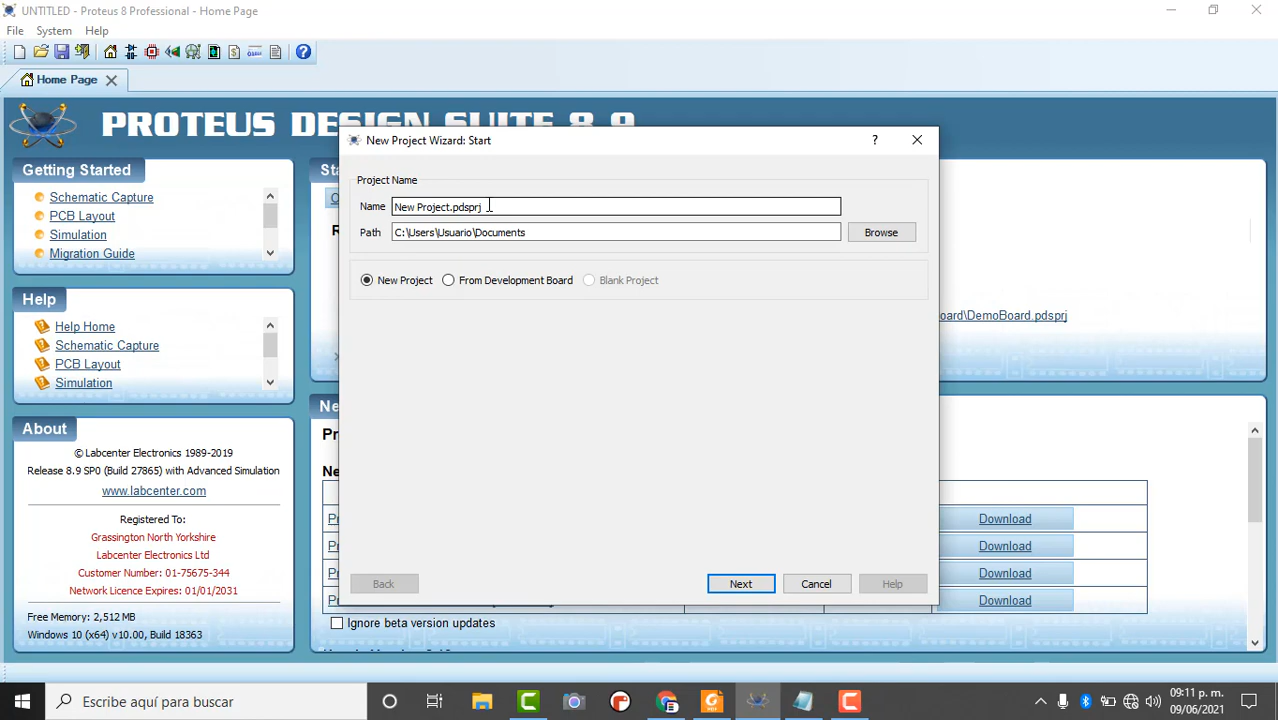 UNTITLED - Proteus 8 Professional - Home Page
File System Help
Home Page
PROTEUS DESIGN SUITE 8.9
Getting Started
Schematic Capture
PCB Layout
Simulation
Migration Guide
Help
Help Home
Schematic Capture
PCB Layout
Simulation
About
© Labcenter Electronics 1989-2019
Release 8.9 SP0 (Build 27865) with Advanced Simulation
www.labcenter.com
Registered To:
Grassington North Yorkshire
Labcenter Electronics Ltd
Customer Number: 01-75675-344
Network Licence Expires: 01/01/2031
Free Memory: 2,512 MB
Windows 10 (x64) v10.00, Build 18363
New Project Wizard: Start
?
Project Name
Name New Project.pdsprj
Path C:\Users\Usuario\Documents Browse
New Project From Development Board Blank Project
Back Next Cancel Help
oard\DemoBoard.pdsprj
Download
Download
Download
Download
Ignore beta version updates
Escribe aquí para buscar
09:11 p. m.
09/06/2021